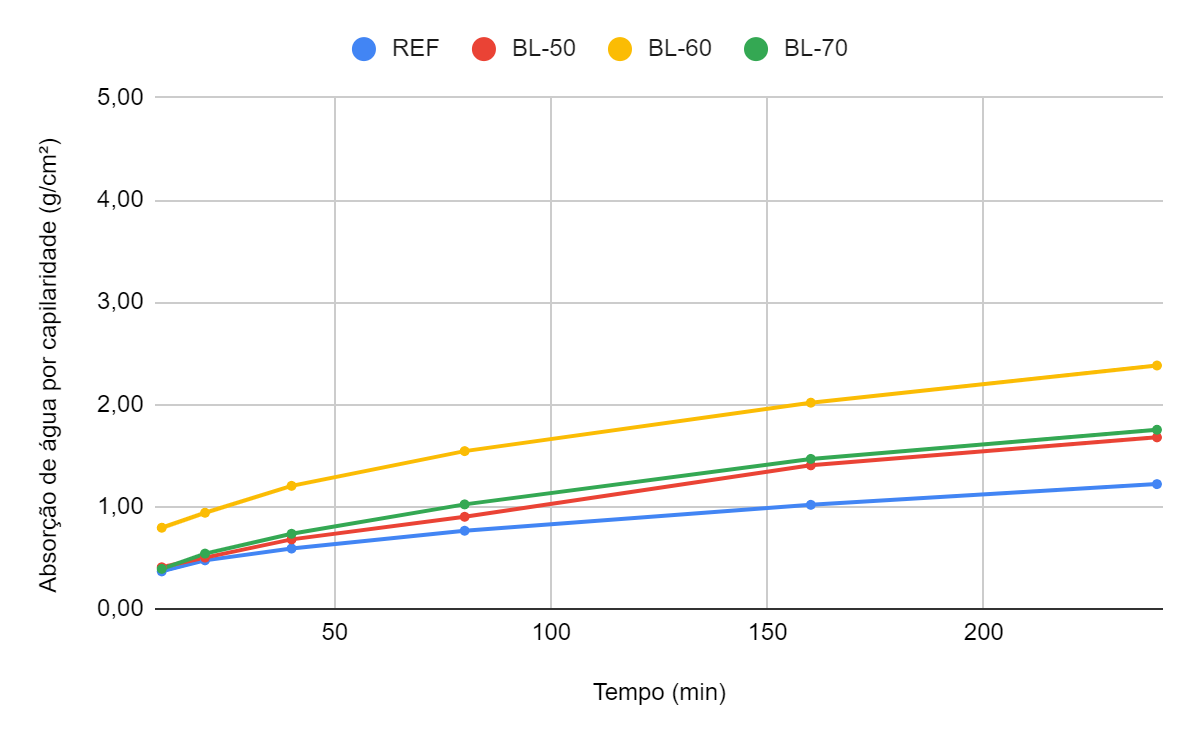 REF BL-50 BL-60 BL-70
5,00
4,00
3,00
2,00
1,00
0,00
Absorção de água por capilaridade (g/cm²)
50 100 150 200
Tempo (min)